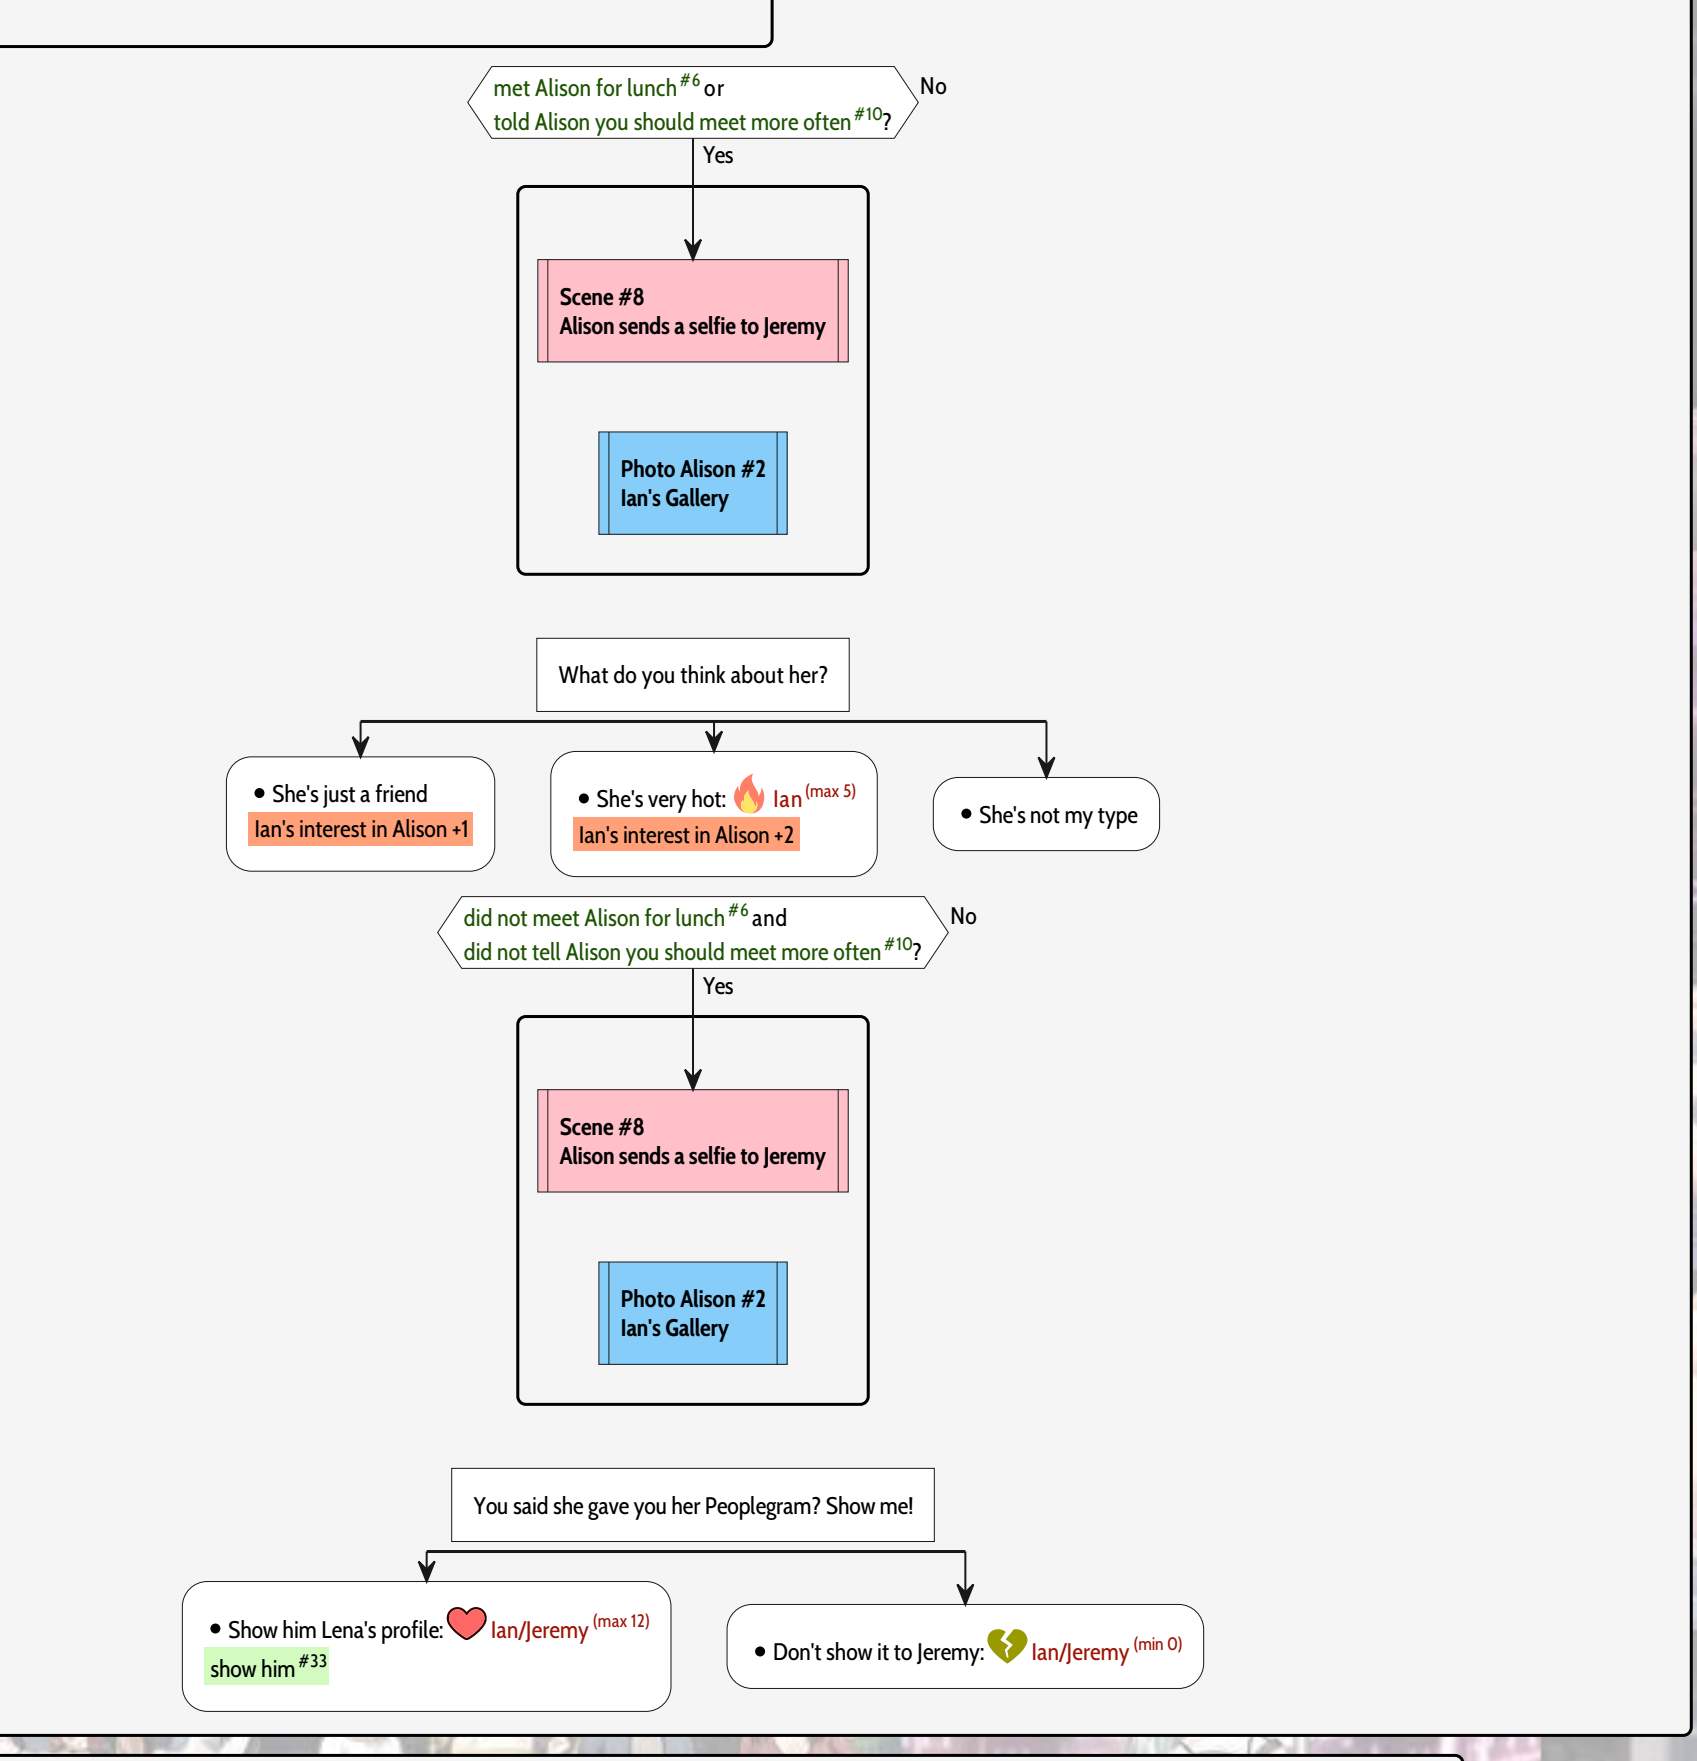 met Alison for lunch #6 or
No
told Alison you should meet more often #10?
Yes
Scene #8
Alison sends a selfie to Jeremy
Photo Alison #2
Ian's Gallery
What do you think about her?
• She's just a friend
Ian's interest in Alison +1
• She's very hot: Ian (max 5)
Ian's interest in Alison +2
• She's not my type
did not meet Alison for lunch #6 and
No
did not tell Alison you should meet more often #10?
Yes
Scene #8
Alison sends a selfie to Jeremy
Photo Alison #2
Ian's Gallery
You said she gave you her Peoplegram? Show me!
• Show him Lena's profile: Ian/Jeremy (max 12)
show him #33
• Don't show it to Jeremy: Ian/Jeremy (min 0)